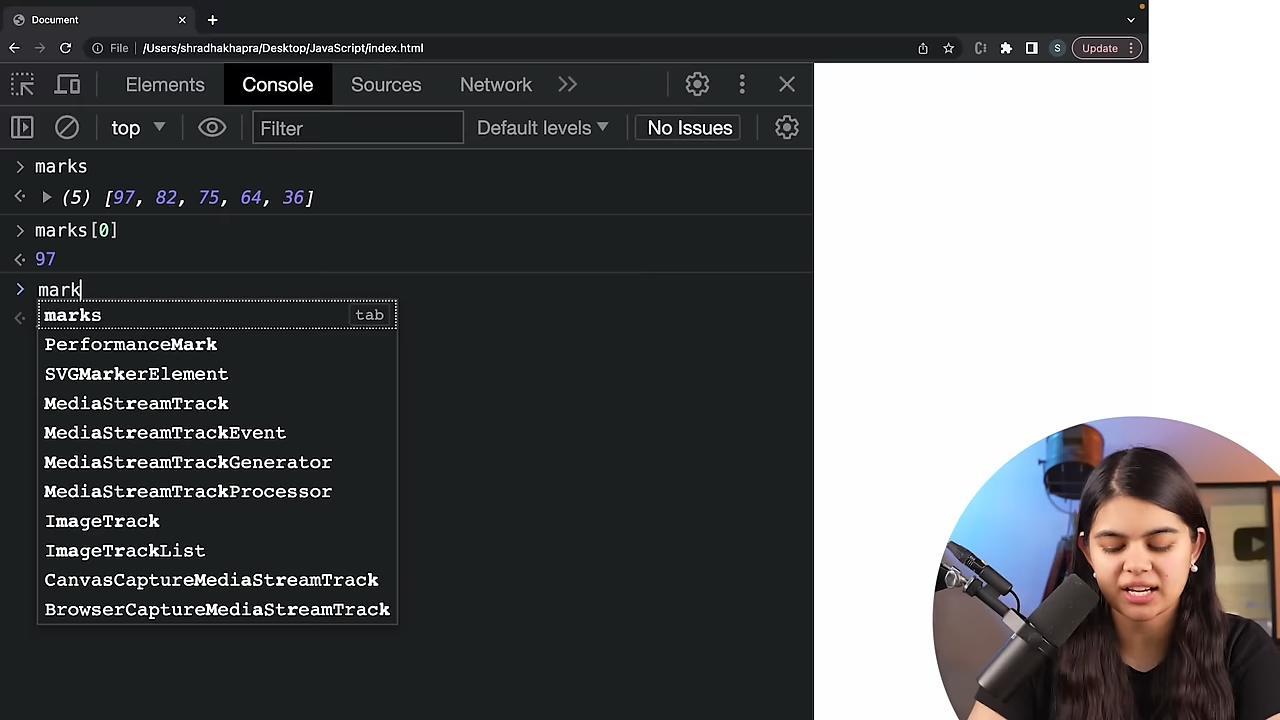 Document
File /Users/shradhakhapra/Desktop/JavaScript/index.html S Update
Elements Console Sources Network
top Filter Default levels No Issues
marks
(5) [97, 82, 75, 64, 36]
marks[0]
97
mark
marks tab
PerformanceMark
SVGMarkerElement
MediaStreamTrack
MediaStreamTrackEvent
MediaStreamTrackGenerator
MediaStreamTrackProcessor
ImageTrack
ImageTrackList
CanvasCaptureMediaStreamTrack
BrowserCaptureMediaStreamTrack